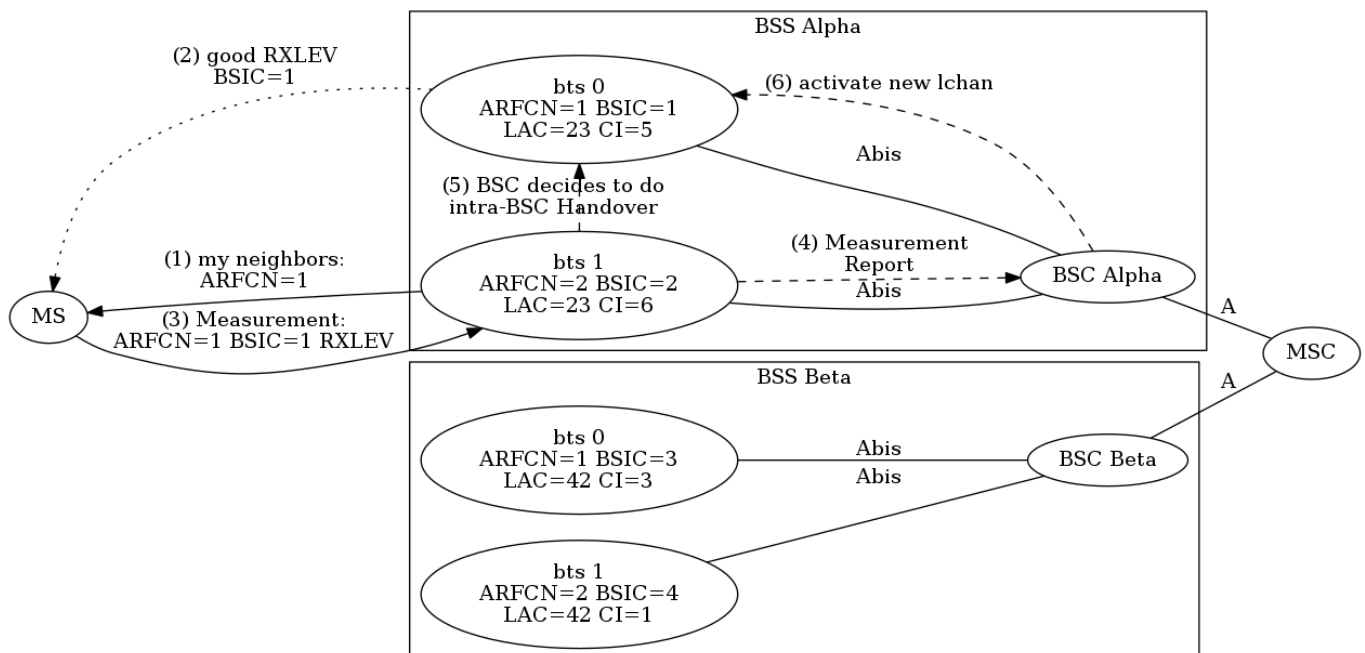 BSS Alpha
(2) good RXLEV
BSIC=1
bts 0
ARFCN=1 BSIC=1
LAC=23 CI=5
(6) activate new lchan
Abis
(5) BSC decides to do
intra-BSC Handover
(1) my neighbors:
ARFCN=1
bts 1
ARFCN=2 BSIC=2
LAC=23 CI=6
(4) Measurement
Report
Abis
BSC Alpha
MS
(3) Measurement:
ARFCN=1 BSIC=1 RXLEV
A
MSC
A
BSS Beta
bts 0
ARFCN=1 BSIC=3
LAC=42 CI=3
Abis
BSC Beta
Abis
bts 1
ARFCN=2 BSIC=4
LAC=42 CI=1